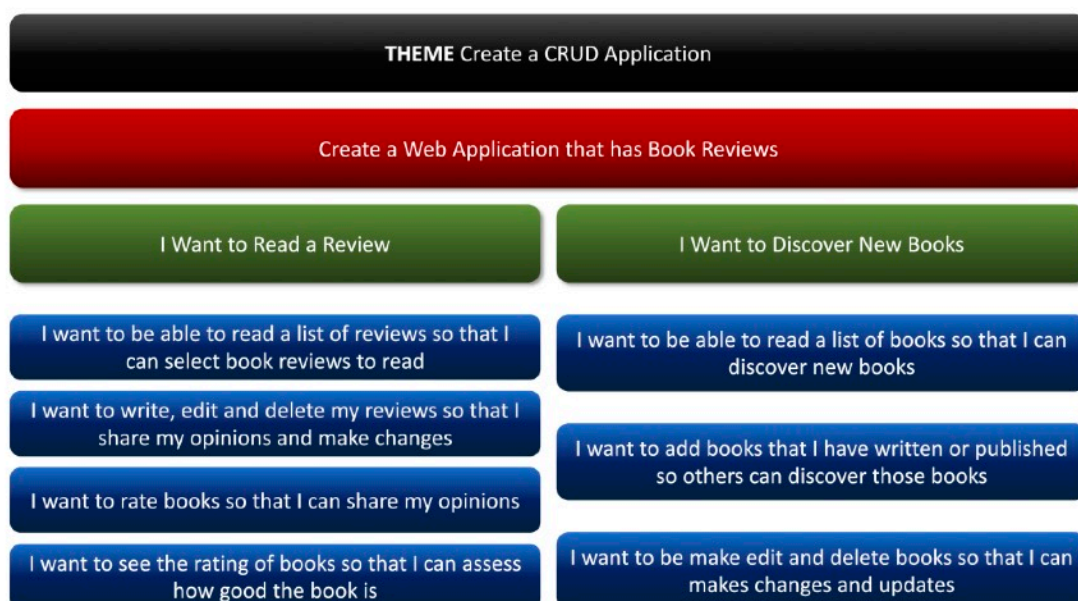 THEME Create a CRUD Application
Create a Web Application that has Book Reviews
I Want to Read a Review
I Want to Discover New Books
I want to be able to read a list of reviews so that I
can select book reviews to read
I want to write, edit and delete my reviews so that I
share my opinions and make changes
I want to rate books so that I can share my opinions
I want to see the rating of books so that I can assess
how good the book is
I want to be able to read a list of books so that I can
discover new books
I want to add books that I have written or published
so others can discover those books
I want to be make edit and delete books so that I can
makes changes and updates